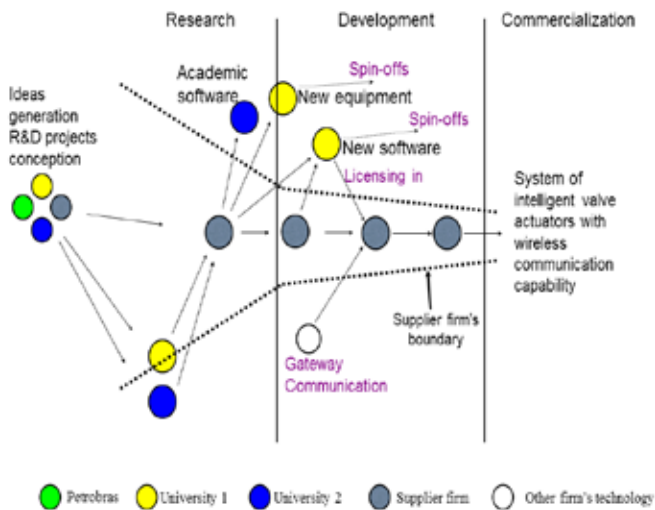 Research
Development
Commercialization
Ideas
generation
R&D projects
conception
Academic
software
Spin-offs
New equipment
Spin-offs
New software
Licensing in
System of
intelligent valve
actuators with
wireless
communication
capability
Supplier firm's
boundary
Gateway
Communication
Petrobras
University 1
University 2
Supplier firm
Other firm's technology